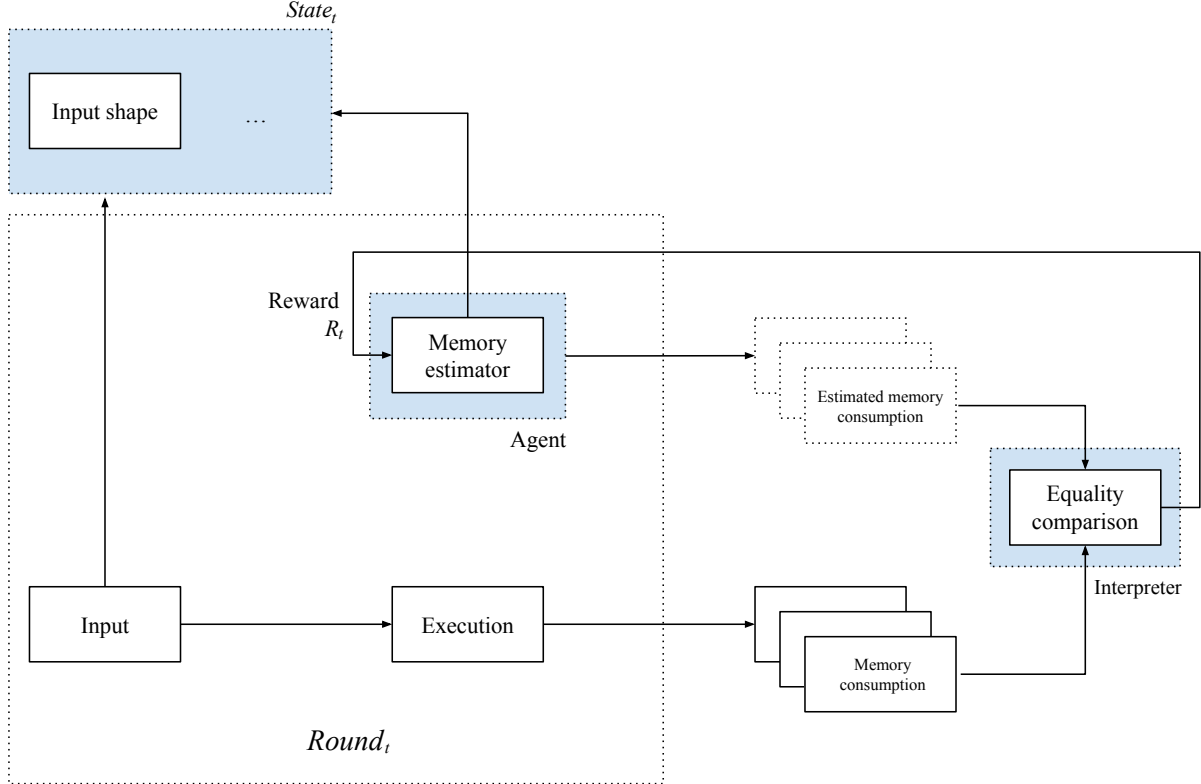 State_t
Input shape
…
Reward
R_t
Memory
estimator
Agent
Estimated memory
consumption
Equality
comparison
Interpreter
Input
Execution
Memory
consumption
Round_t